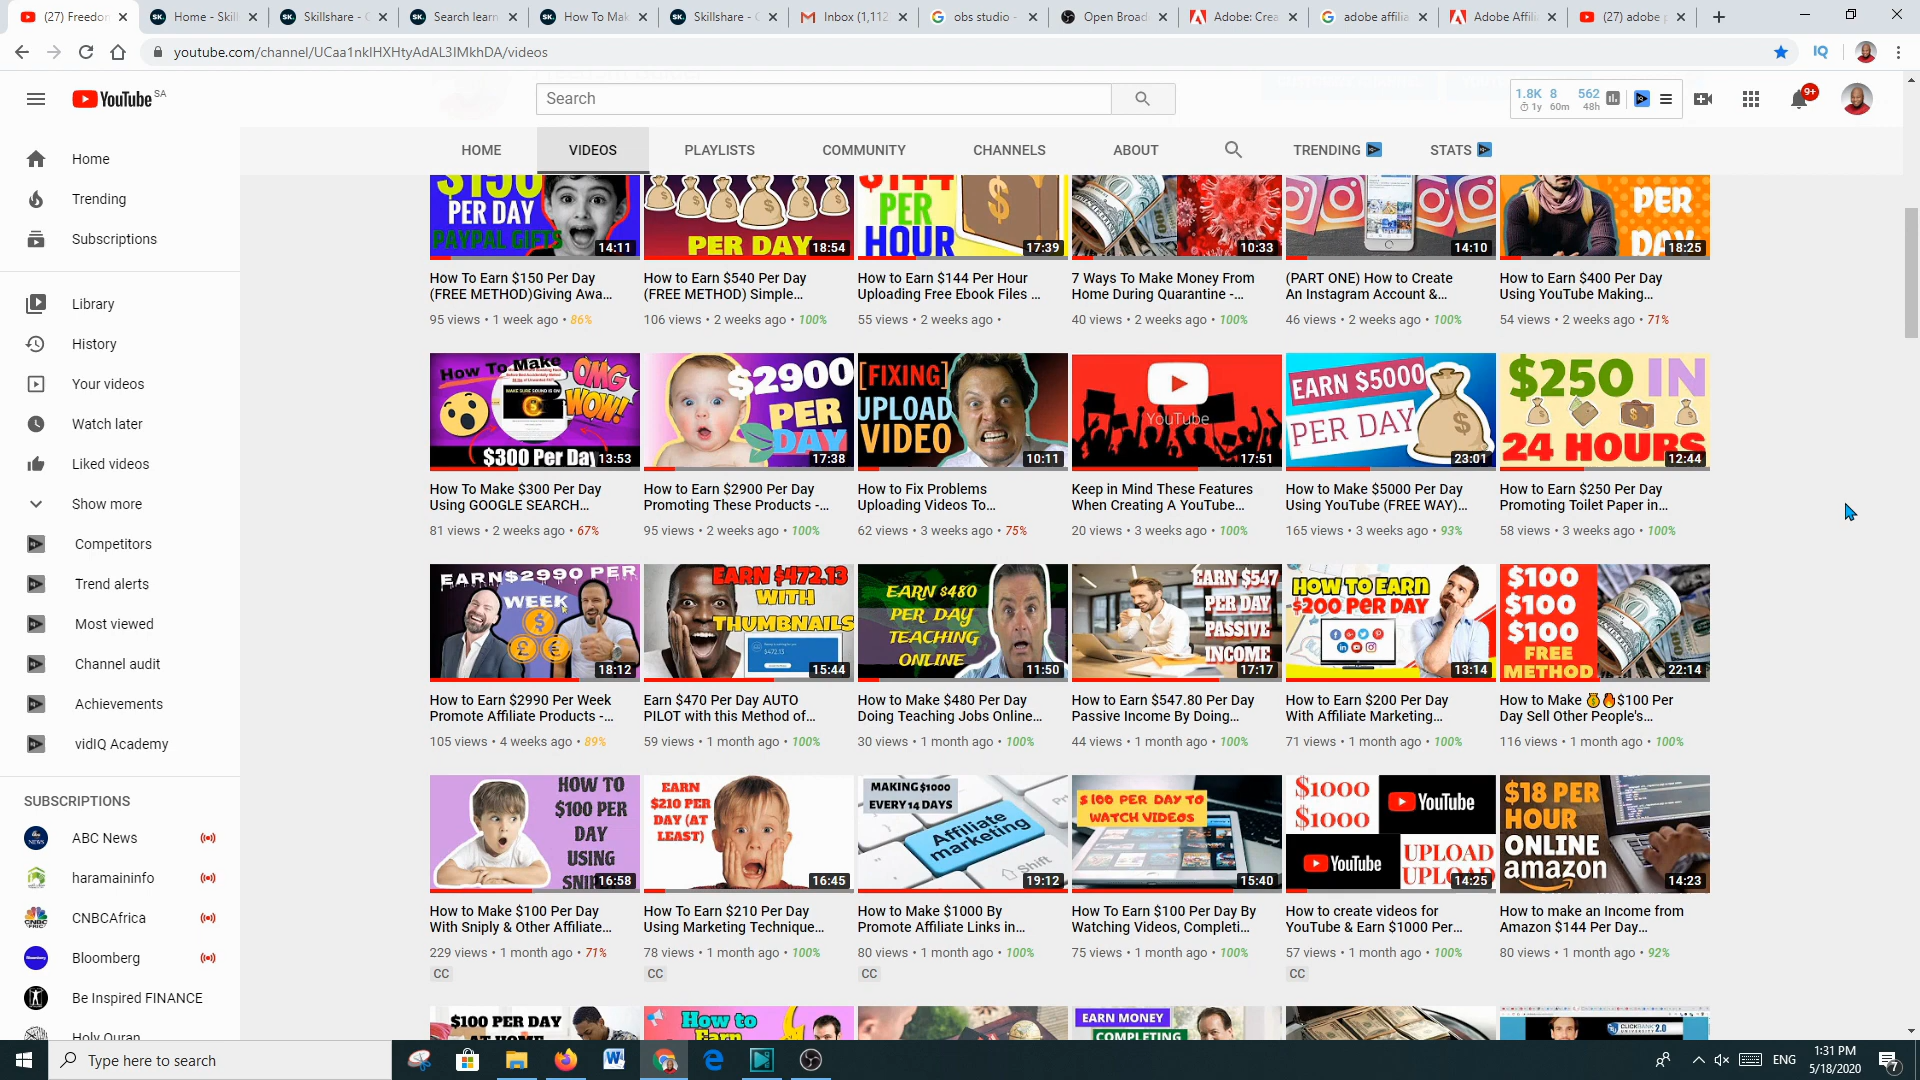 (27) Freedom
Home - Skill
Skillshare - C
Search learn
How To Mak
Skillshare - C
Inbox (1,112
obs studio -
Open Broad
Adobe: Crea
adobe affilia
Adobe Affili
(27) adobe p
youtube.com/channel/UCaa1nklHXHtyAdAL3IMkhDA/videos
IQ
YouTube SA
Search
1.8K 8 562
1y 60m 48h
9+
HOME VIDEOS PLAYLISTS COMMUNITY CHANNELS ABOUT TRENDING STATS
Home
Trending
Subscriptions
Library
History
Your videos
Watch later
Liked videos
Show more
Competitors
Trend alerts
Most viewed
Channel audit
Achievements
vidIQ Academy
SUBSCRIPTIONS
ABC News
haramaininfo
CNBCAfrica
Bloomberg
Be Inspired FINANCE
Holy Quran
$150
PER DAY
PAYPAL GIFTS
14:11
How To Earn $150 Per Day
(FREE METHOD)Giving Awa...
95 views • 1 week ago • 86%
PER DAY
18:54
How to Earn $540 Per Day
(FREE METHOD) Simple...
106 views • 2 weeks ago • 100%
$144
PER
HOUR
17:39
How to Earn $144 Per Hour
Uploading Free Ebook Files ...
55 views • 2 weeks ago •
10:33
7 Ways To Make Money From
Home During Quarantine -...
40 views • 2 weeks ago • 100%
14:10
(PART ONE) How to Create
An Instagram Account &...
46 views • 2 weeks ago • 100%
PER
DAY
18:25
How to Earn $400 Per Day
Using YouTube Making...
54 views • 2 weeks ago • 71%
How To Make
OMG
WOW!
$300 Per Day
13:53
How To Make $300 Per Day
Using GOOGLE SEARCH...
81 views • 2 weeks ago • 67%
$2900
PER
DAY
17:38
How to Earn $2900 Per Day
Promoting These Products -...
95 views • 2 weeks ago • 100%
[FIXING]
UPLOAD
VIDEO
10:11
How to Fix Problems
Uploading Videos To...
62 views • 3 weeks ago • 75%
YouTube
17:51
Keep in Mind These Features
When Creating A YouTube...
20 views • 3 weeks ago • 100%
EARN $5000
PER DAY
23:01
How to Make $5000 Per Day
Using YouTube (FREE WAY)...
165 views • 3 weeks ago • 93%
$250 IN
24 HOURS
12:44
How to Earn $250 Per Day
Promoting Toilet Paper in...
58 views • 3 weeks ago • 100%
EARN$2990 PER
WEEK
18:12
How to Earn $2990 Per Week
Promote Affiliate Products -...
105 views • 4 weeks ago • 89%
EARN $472.13
WITH
THUMBNAILS
$472.13
15:44
Earn $470 Per Day AUTO
PILOT with this Method of...
59 views • 1 month ago • 100%
EARN $480
PER DAY
TEACHING
ONLINE
11:50
How to Make $480 Per Day
Doing Teaching Jobs Online...
30 views • 1 month ago • 100%
EARN $547
PER DAY
PASSIVE
INCOME
17:17
How to Earn $547.80 Per Day
Passive Income By Doing...
44 views • 1 month ago • 100%
HOW TO EARN
$200 PER DAY
13:14
How to Earn $200 Per Day
With Affiliate Marketing...
71 views • 1 month ago • 100%
$100
$100
$100
FREE
METHOD
22:14
How to Make 💰🔥$100 Per
Day Sell Other People's...
116 views • 1 month ago • 100%
HOW TO
$100 PER
DAY
USING
SNIPLY
16:58
How to Make $100 Per Day
With Sniply & Other Affiliate...
229 views • 1 month ago • 71%
CC
EARN
$210 PER
DAY (AT
LEAST)
16:45
How To Earn $210 Per Day
Using Marketing Technique...
78 views • 1 month ago • 100%
CC
MAKING $1000
EVERY 14 DAYS
Affiliate
marketing
Shift
19:12
How to Make $1000 By
Promote Affiliate Links in...
80 views • 1 month ago • 100%
CC
$100 PER DAY TO
WATCH VIDEOS
15:40
How To Earn $100 Per Day By
Watching Videos, Completi...
75 views • 1 month ago • 100%
$1000
$1000
YouTube
YouTube
UPLOAD
UPLOAD
14:25
How to create videos for
YouTube & Earn $1000 Per...
57 views • 1 month ago • 100%
CC
$18 PER
HOUR
ONLINE
amazon
14:23
How to make an Income from
Amazon $144 Per Day...
80 views • 1 month ago • 92%
$100 PER DAY
AT HOME
How to
Earn
EARN MONEY
COMPLETING
CLICKBANK
UNIVERSITY 2.0
Type here to search
ENG
1:31 PM
5/18/2020
7